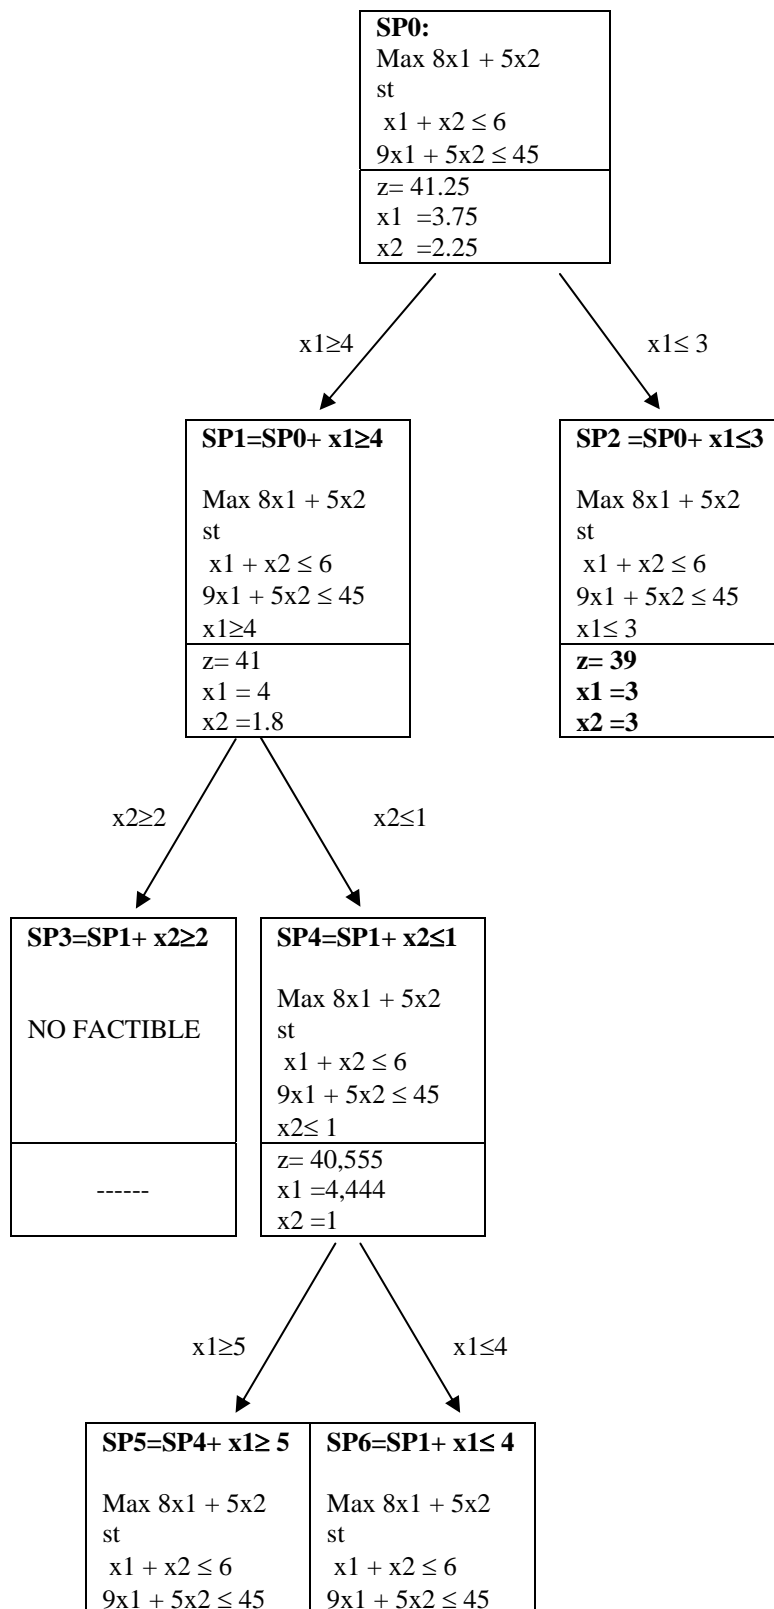 SP0:
Max 8x1 + 5x2
st
x1 + x2 ≤ 6
9x1 + 5x2 ≤ 45
z= 41.25
x1 =3.75
x2 =2.25
x1≥4
x1≤ 3
SP1=SP0+ x1≥4
Max 8x1 + 5x2
st
x1 + x2 ≤ 6
9x1 + 5x2 ≤ 45
x1≥4
z= 41
x1 = 4
x2 =1.8
SP2 =SP0+ x1≤3
Max 8x1 + 5x2
st
x1 + x2 ≤ 6
9x1 + 5x2 ≤ 45
x1≤ 3
z= 39
x1 =3
x2 =3
x2≥2
x2≤1
SP3=SP1+ x2≥2
NO FACTIBLE
------
SP4=SP1+ x2≤1
Max 8x1 + 5x2
st
x1 + x2 ≤ 6
9x1 + 5x2 ≤ 45
x2≤ 1
z= 40,555
x1 =4,444
x2 =1
x1≥5
x1≤4
SP5=SP4+ x1≥ 5
Max 8x1 + 5x2
st
x1 + x2 ≤ 6
9x1 + 5x2 ≤ 45
SP6=SP1+ x1≤ 4
Max 8x1 + 5x2
st
x1 + x2 ≤ 6
9x1 + 5x2 ≤ 45